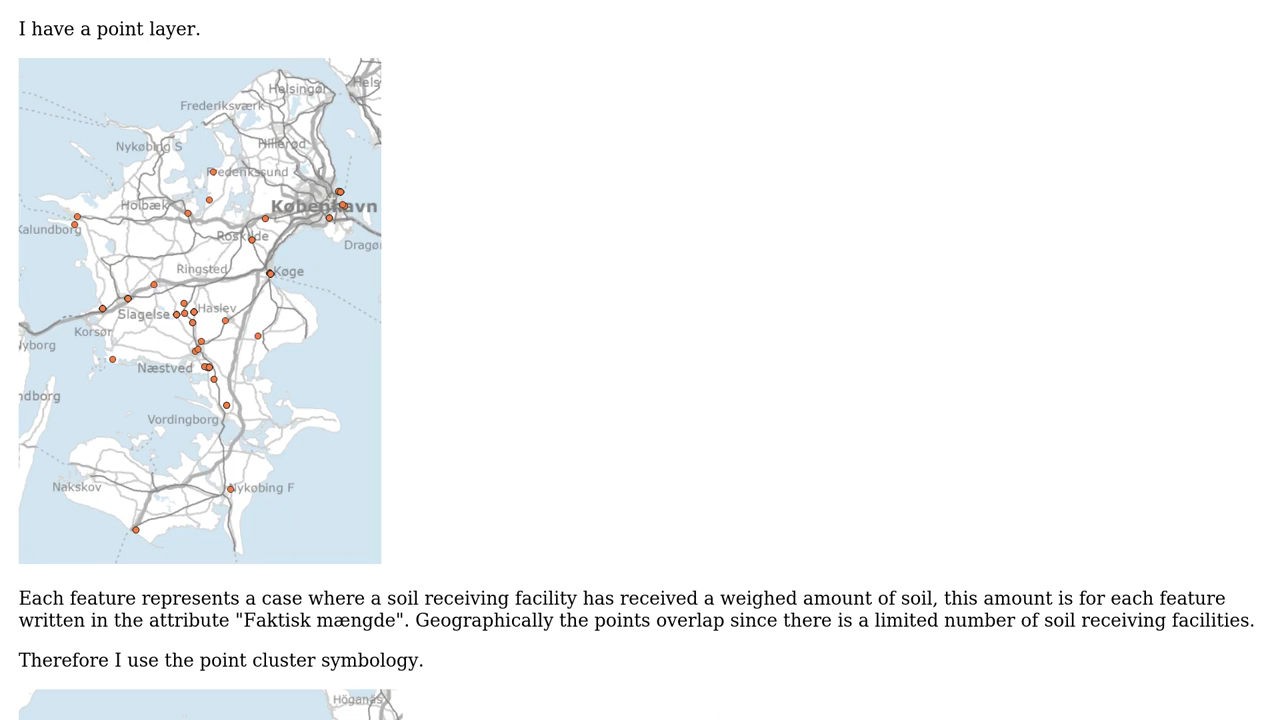 I have a point layer.
Helsingør
Hels
Frederiksværk
Nykøbing S
Hillerød
Frederikssund
Holbæk
København
Kalundborg
Roskilde
Dragør
Ringsted
Køge
Slagelse
Haslev
Korsør
lyborg
Næstved
ndborg
Vordingborg
Nakskov
Nykøbing F
Each feature represents a case where a soil receiving facility has received a weighed amount of soil, this amount is for each feature
written in the attribute "Faktisk mængde". Geographically the points overlap since there is a limited number of soil receiving facilities.
Therefore I use the point cluster symbology.
Höganäs